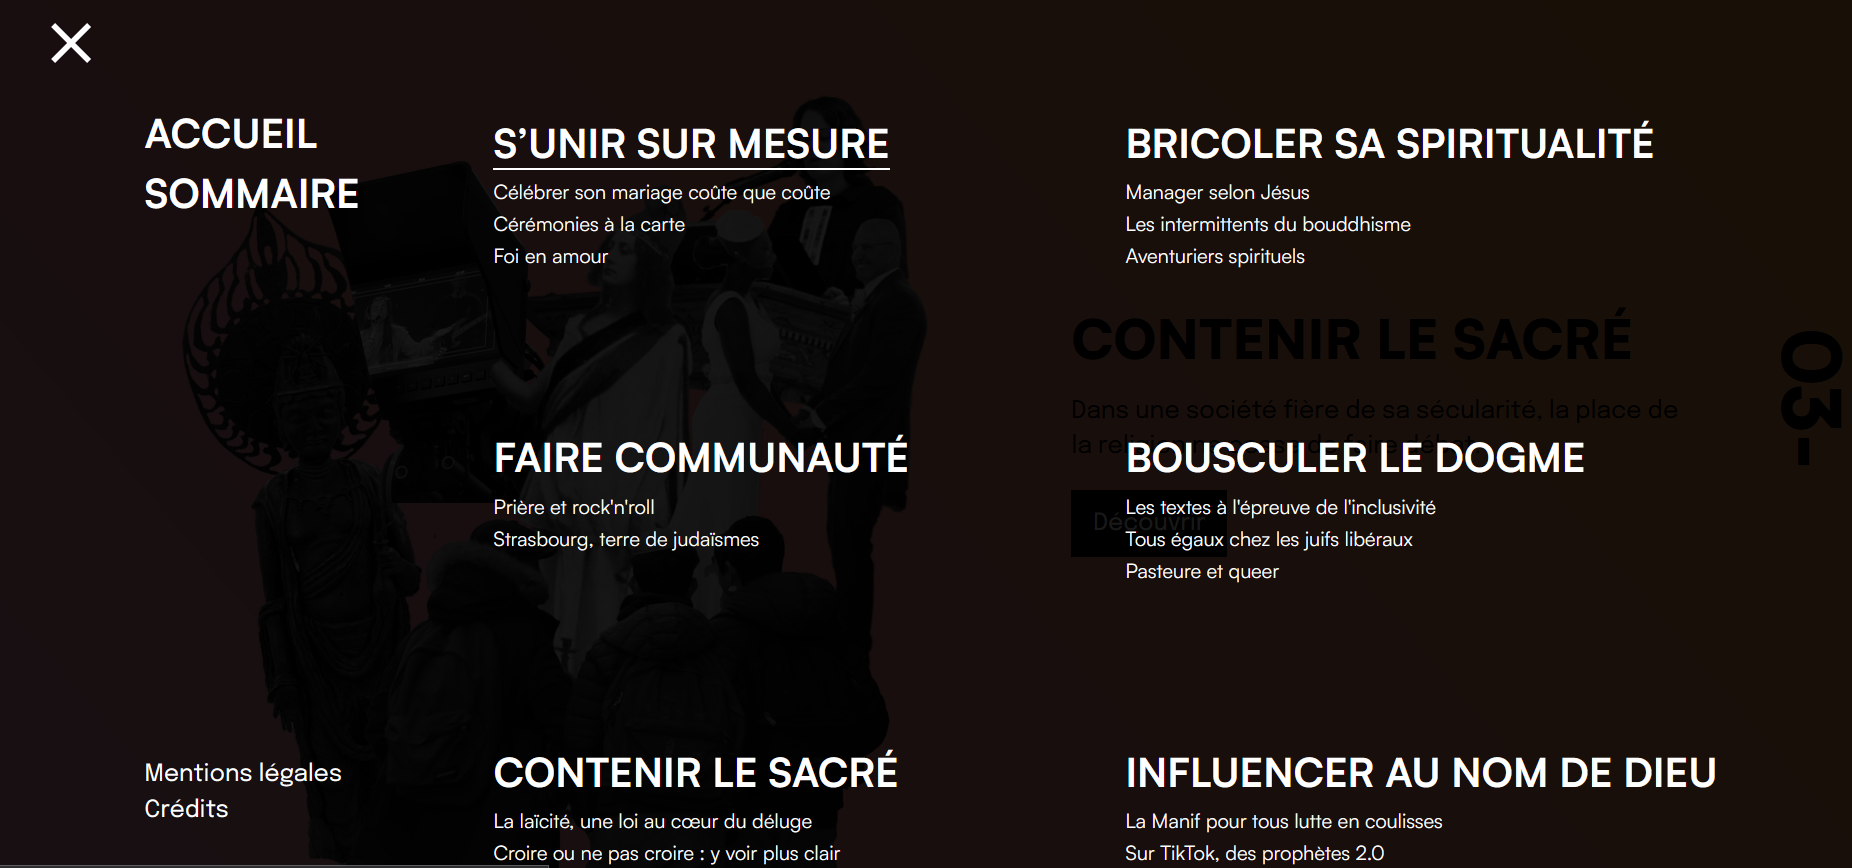 ACCUEIL
SOMMAIRE
S’UNIR SUR MESURE
Célébrer son mariage coûte que coûte
Cérémonies à la carte
Foi en amour
BRICOLER SA SPIRITUALITÉ
Manager selon Jésus
Les intermittents du bouddhisme
Aventuriers spirituels
CONTENIR LE SACRÉ
Dans une société fière de sa sécularité, la place de
la
03-
FAIRE COMMUNAUTÉ
Prière et rock'n'roll
Strasbourg, terre de judaïsmes
BOUSCULER LE DOGME
Les textes à l'épreuve de l'inclusivité
Tous égaux chez les juifs libéraux
Pasteure et queer
Découvrir
Mentions légales
Crédits
CONTENIR LE SACRÉ
La laïcité, une loi au cœur du déluge
Croire ou ne pas croire : y voir plus clair
INFLUENCER AU NOM DE DIEU
La Manif pour tous lutte en coulisses
Sur TikTok, des prophètes 2.0